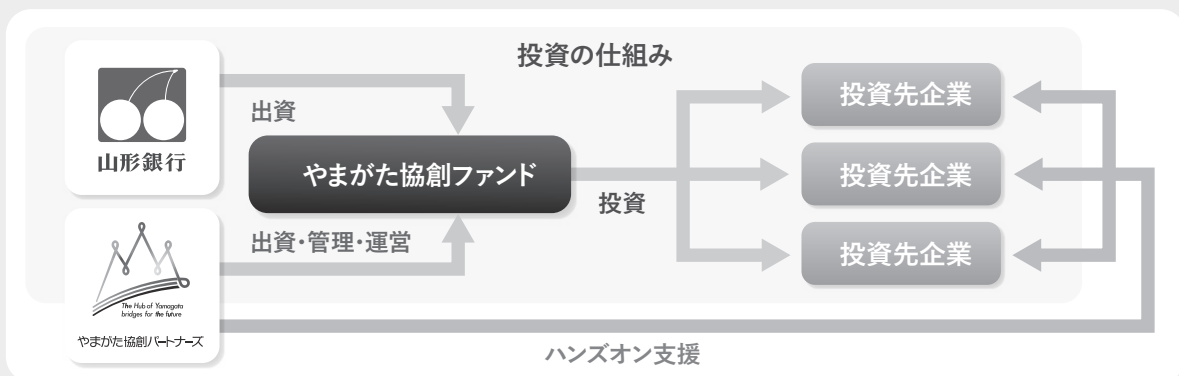 投資の仕組み
山形銀行
出資
やまがた協創ファンド
投資
投資先企業
投資先企業
投資先企業
出資・管理・運営
The Hub of Yamagata
bridges for the future
やまがた協創パートナーズ
ハンズオン支援